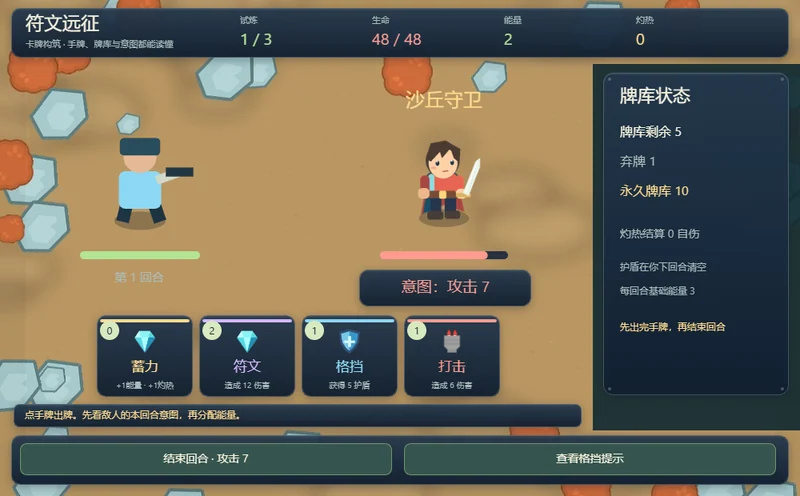 符文远征
卡牌构筑 · 手牌、牌库与意图都能读懂
试炼
1 / 3
生命
48 / 48
能量
2
灼热
0
沙丘守卫
第 1 回合
意图：攻击 7
0
蓄力
+1能量 · +1灼热
2
符文
造成 12 伤害
1
格挡
获得 5 护盾
1
打击
造成 6 伤害
点手牌出牌。先看敌人的本回合意图，再分配能量。
结束回合 · 攻击 7
查看格挡提示
牌库状态
牌库剩余 5
弃牌 1
永久牌库 10
灼热结算 0 自伤
护盾在你下回合清空
每回合基础能量 3
先出完手牌，再结束回合